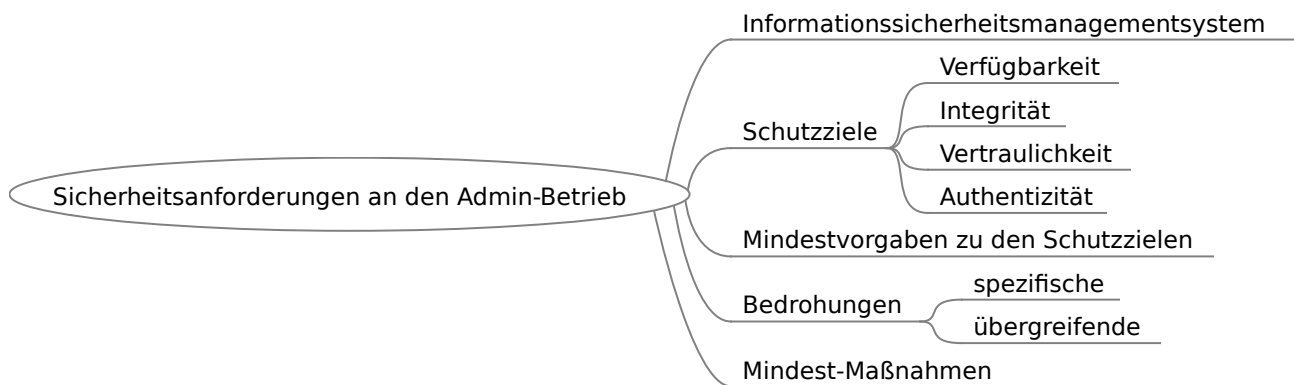 Sicherheitsanforderungen an den Admin-Betrieb
Informationssicherheitsmanagementsystem
Schutzziele
Verfügbarkeit
Integrität
Vertraulichkeit
Authentizität
Mindestvorgaben zu den Schutzzielen
Bedrohungen
spezifische
übergreifende
Mindest-Maßnahmen